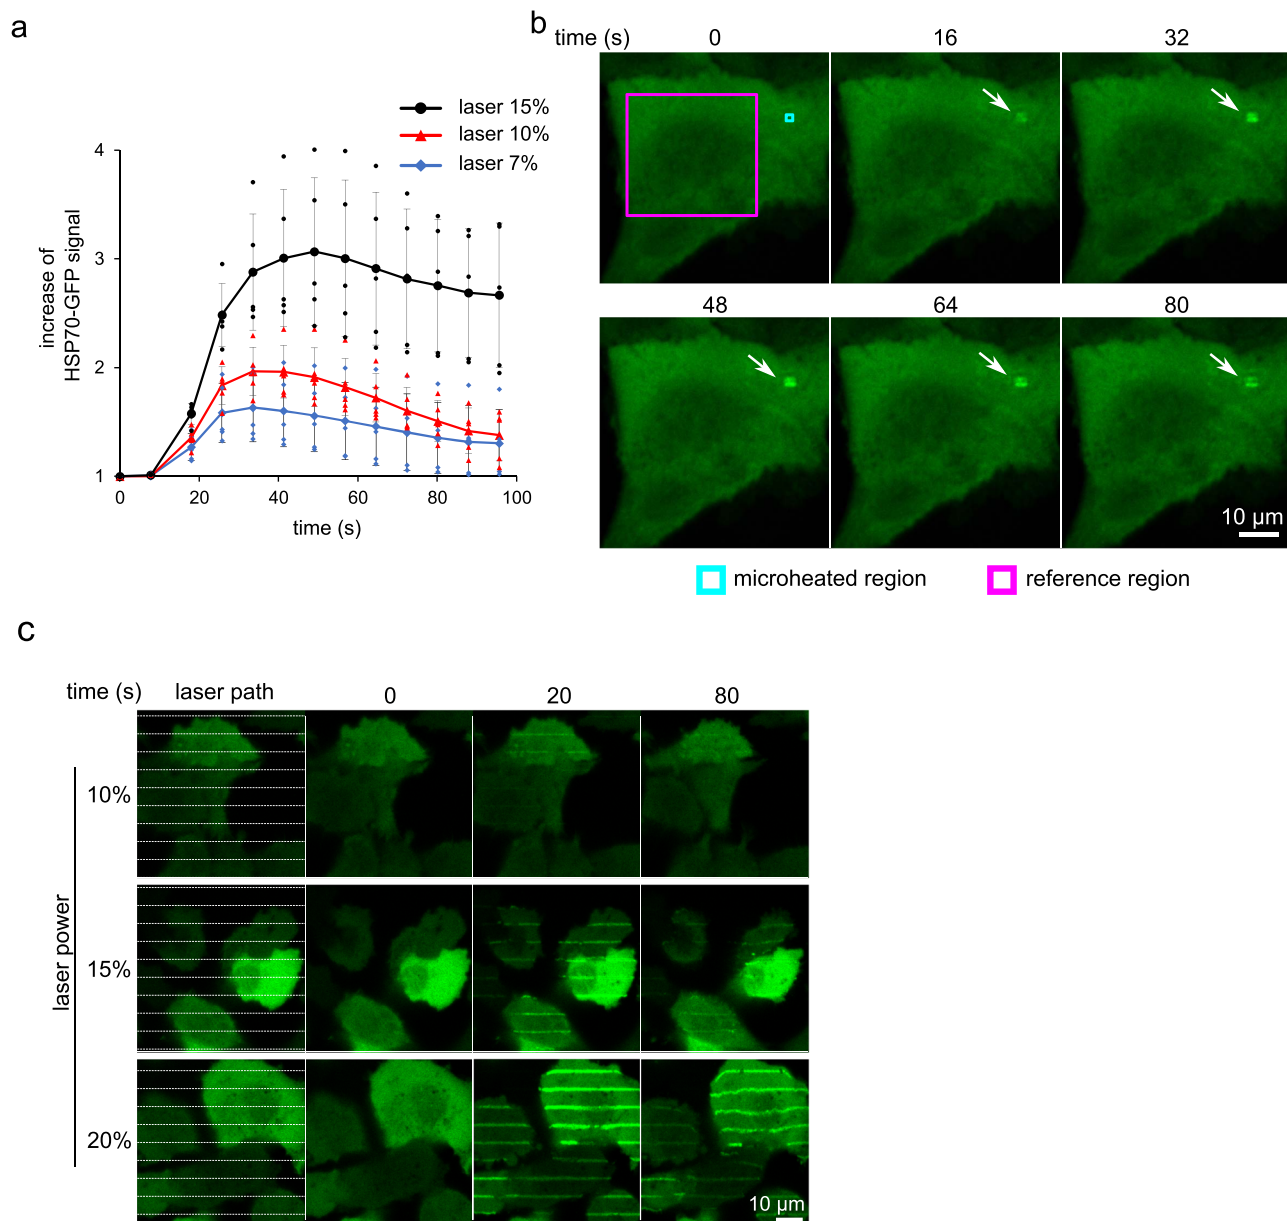 a
laser 15%
laser 10%
laser 7%
increase of
HSP70-GFP signal
4
3
2
1
0
20
40
60
80
100
time (s)
b
time (s)
0
16
32
48
64
80
10 µm
microheated region
reference region
c
time (s)
laser path
0
20
80
laser power
10%
15%
20%
10 µm